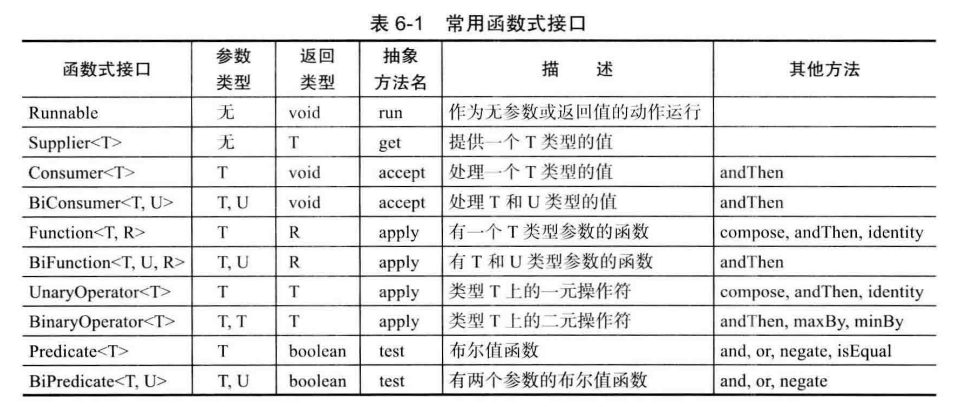 表 6-1 常用函数式接口
函数式接口 参数类型 返回类型 抽象方法名 描 述 其他方法
Runnable 无 void run 作为无参数或返回值的动作运行
Supplier<T> 无 T get 提供一个 T 类型的值
Consumer<T> T void accept 处理一个 T 类型的值 andThen
BiConsumer<T, U> T, U void accept 处理 T 和 U 类型的值 andThen
Function<T, R> T R apply 有一个 T 类型参数的函数 compose, andThen, identity
BiFunction<T, U, R> T, U R apply 有 T 和 U 类型参数的函数 andThen
UnaryOperator<T> T T apply 类型 T 上的一元操作符 compose, andThen, identity
BinaryOperator<T> T, T T apply 类型 T 上的二元操作符 andThen, maxBy, minBy
Predicate<T> T boolean test 布尔值函数 and, or, negate, isEqual
BiPredicate<T, U> T, U boolean test 有两个参数的布尔值函数 and, or, negate